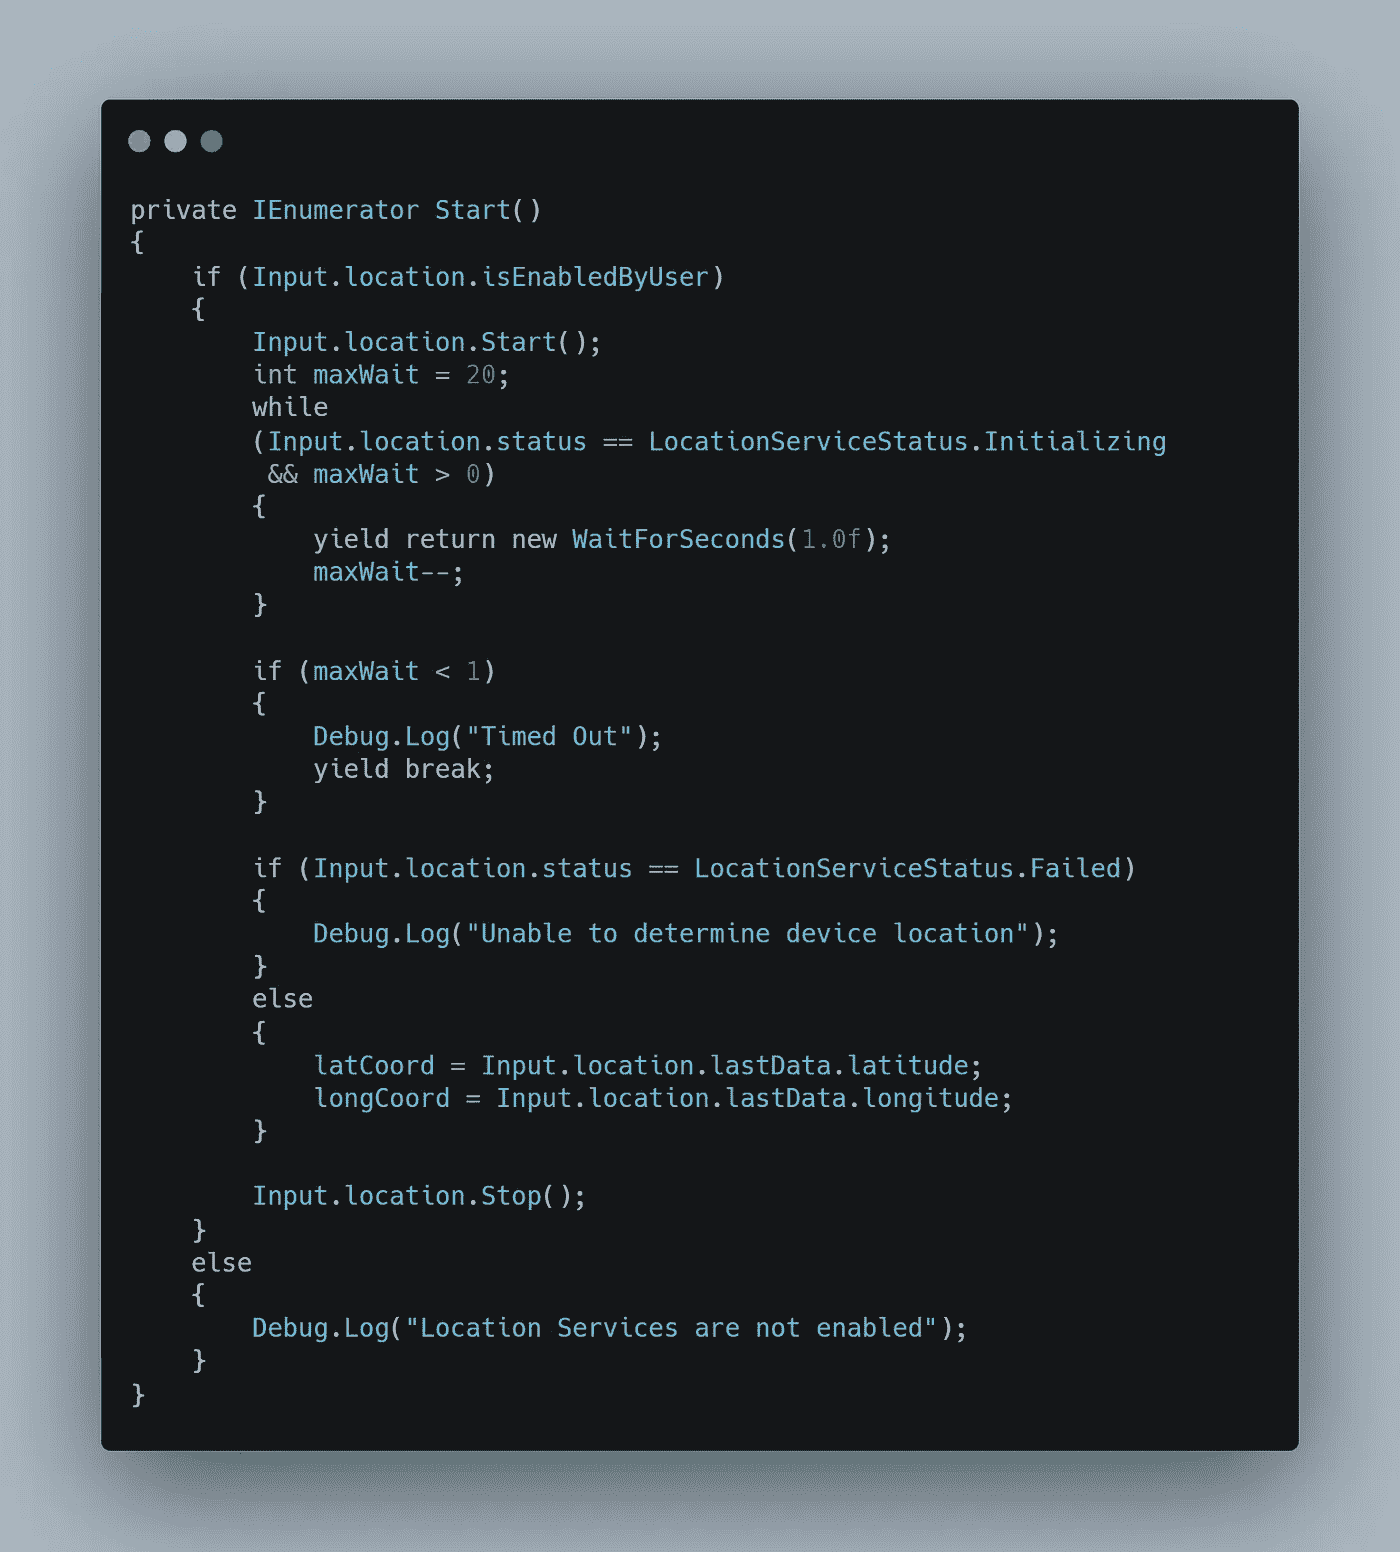 private IEnumerator Start()
{
    if (Input.location.isEnabledByUser)
    {
        Input.location.Start();
        int maxWait = 20;
        while
        (Input.location.status == LocationServiceStatus.Initializing
         && maxWait > 0)
        {
            yield return new WaitForSeconds(1.0f);
            maxWait--;
        }

        if (maxWait < 1)
        {
            Debug.Log("Timed Out");
            yield break;
        }

        if (Input.location.status == LocationServiceStatus.Failed)
        {
            Debug.Log("Unable to determine device location");
        }
        else
        {
            latCoord = Input.location.lastData.latitude;
            longCoord = Input.location.lastData.longitude;
        }

        Input.location.Stop();
    }
    else
    {
        Debug.Log("Location Services are not enabled");
    }
}